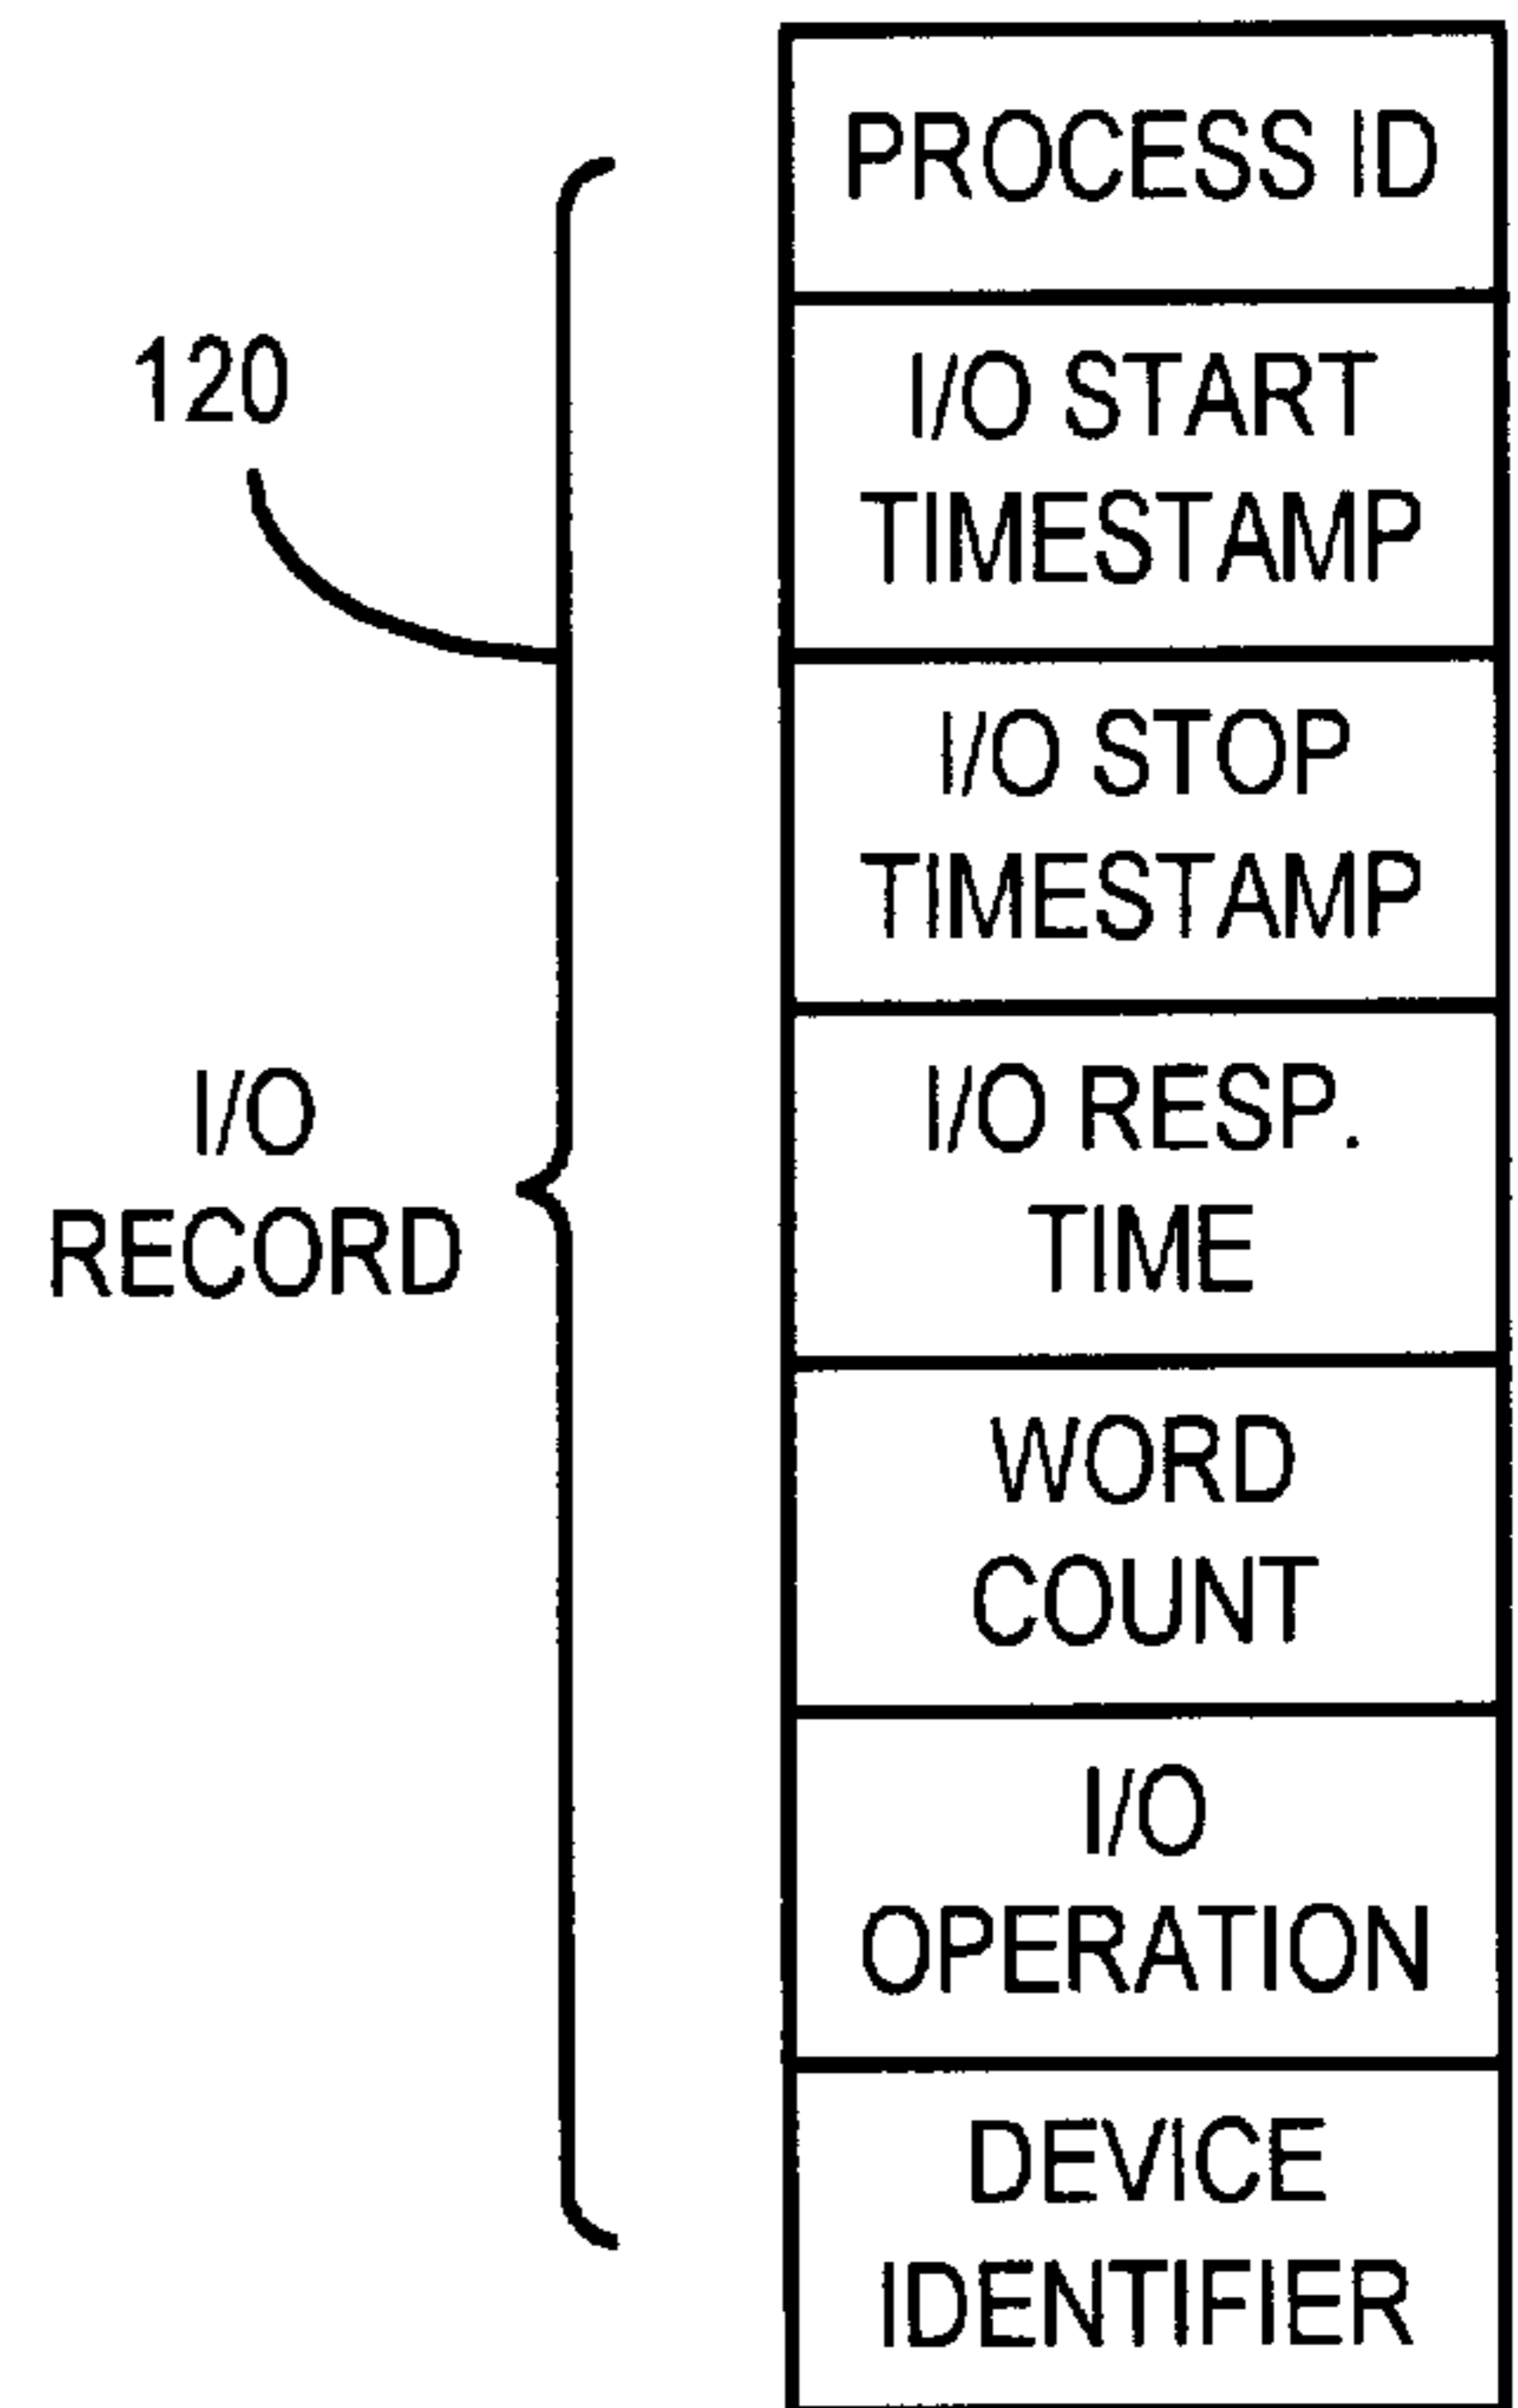 PROCESS ID
120
I/O START
TIMESTAMP
I/O STOP
TIMESTAMP
I/O
RECORD
I/O RESP.
TIME
WORD
COUNT
I/O
OPERATION
DEVICE
IDENTIFIER